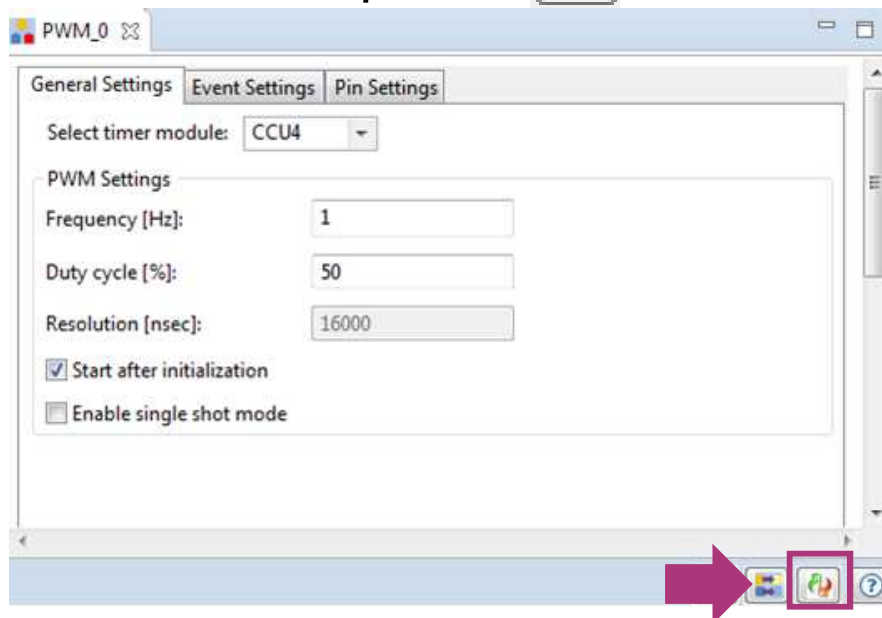 PWM_0
General Settings Event Settings Pin Settings
Select timer module: CCU4
PWM Settings
Frequency [Hz]: 1
Duty cycle [%]: 50
Resolution [nsec]: 16000
Start after initialization
Enable single shot mode
?